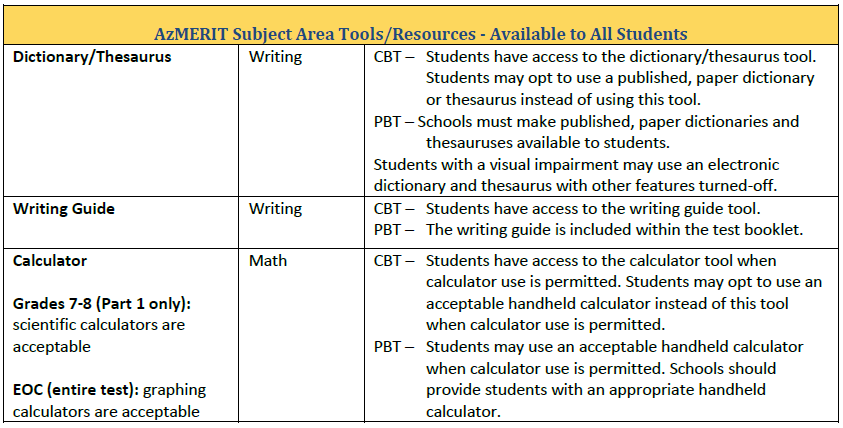 AzMERIT Subject Area Tools/Resources - Available to All Students
Dictionary/Thesaurus
Writing
CBT – Students have access to the dictionary/thesaurus tool.
Students may opt to use a published, paper dictionary
or thesaurus instead of using this tool.
PBT – Schools must make published, paper dictionaries and
thesauruses available to students.
Students with a visual impairment may use an electronic
dictionary and thesaurus with other features turned-off.
Writing Guide
Writing
CBT – Students have access to the writing guide tool.
PBT – The writing guide is included within the test booklet.
Calculator
Grades 7-8 (Part 1 only):
scientific calculators are
acceptable
EOC (entire test): graphing
calculators are acceptable
Math
CBT – Students have access to the calculator tool when
calculator use is permitted. Students may opt to use an
acceptable handheld calculator instead of this tool
when calculator use is permitted.
PBT – Students may use an acceptable handheld calculator
when calculator use is permitted. Schools should
provide students with an appropriate handheld
calculator.